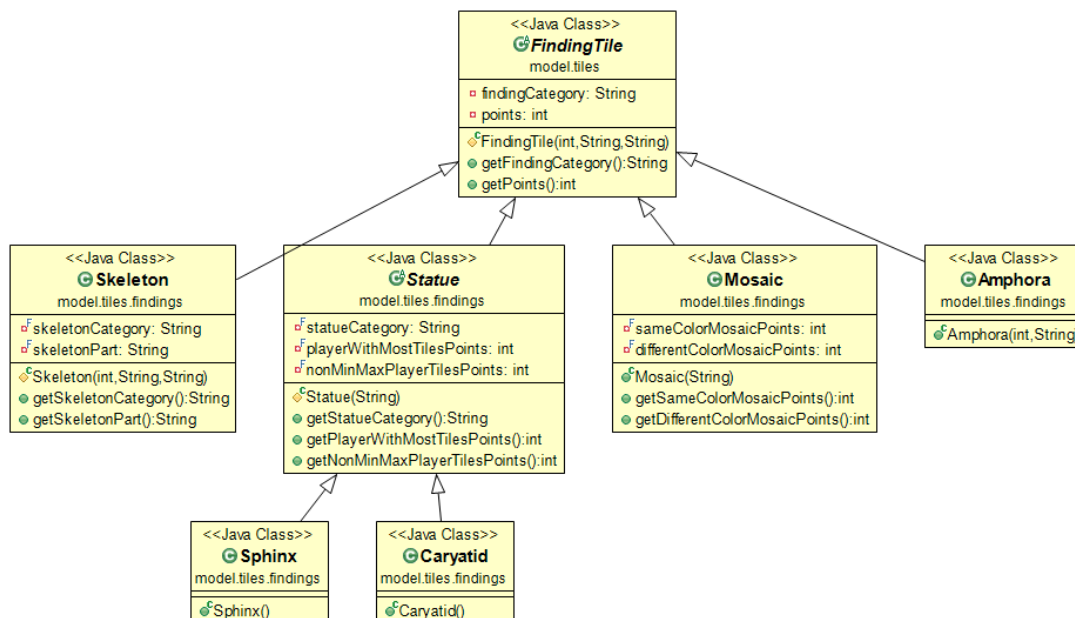 <<Java Class>>
FindingTile
model.tiles
findingCategory: String
points: int
FindingTile(int,String,String)
getFindingCategory():String
getPoints():int
<<Java Class>>
Skeleton
model.tiles.findings
skeletonCategory: String
skeletonPart: String
Skeleton(int,String,String)
getSkeletonCategory():String
getSkeletonPart():String
<<Java Class>>
Statue
model.tiles.findings
statueCategory: String
playerWithMostTilesPoints: int
nonMinMaxPlayerTilesPoints: int
Statue(String)
getStatueCategory():String
getPlayerWithMostTilesPoints():int
getNonMinMaxPlayerTilesPoints():int
<<Java Class>>
Mosaic
model.tiles.findings
sameColorMosaicPoints: int
differentColorMosaicPoints: int
Mosaic(String)
getSameColorMosaicPoints():int
getDifferentColorMosaicPoints():int
<<Java Class>>
Amphora
model.tiles.findings
Amphora(int,String)
<<Java Class>>
Sphinx
model.tiles.findings
Sphinx()
<<Java Class>>
Caryatid
model.tiles.findings
Caryatid()